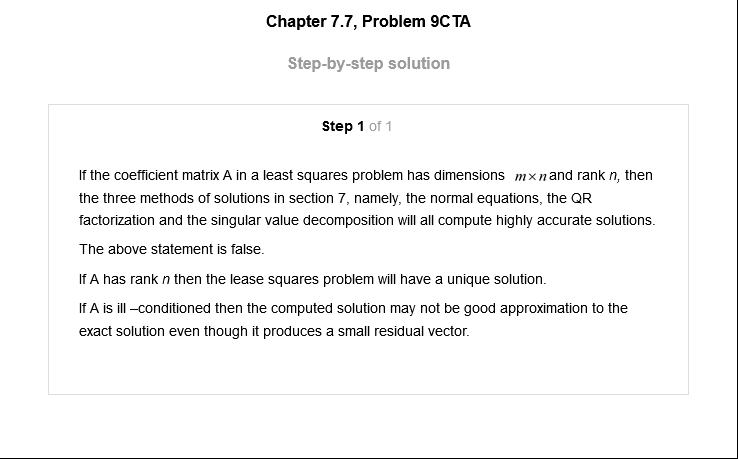 Chapter 7.7, Problem 9CTA
Step-by-step solution
Step 1 of 1
If the coefficient matrix A in a least squares problem has dimensions m×n and rank n, then
the three methods of solutions in section 7, namely, the normal equations, the QR
factorization and the singular value decomposition will all compute highly accurate solutions.
The above statement is false.
If A has rank n then the lease squares problem will have a unique solution.
If A is ill –conditioned then the computed solution may not be good approximation to the
exact solution even though it produces a small residual vector.